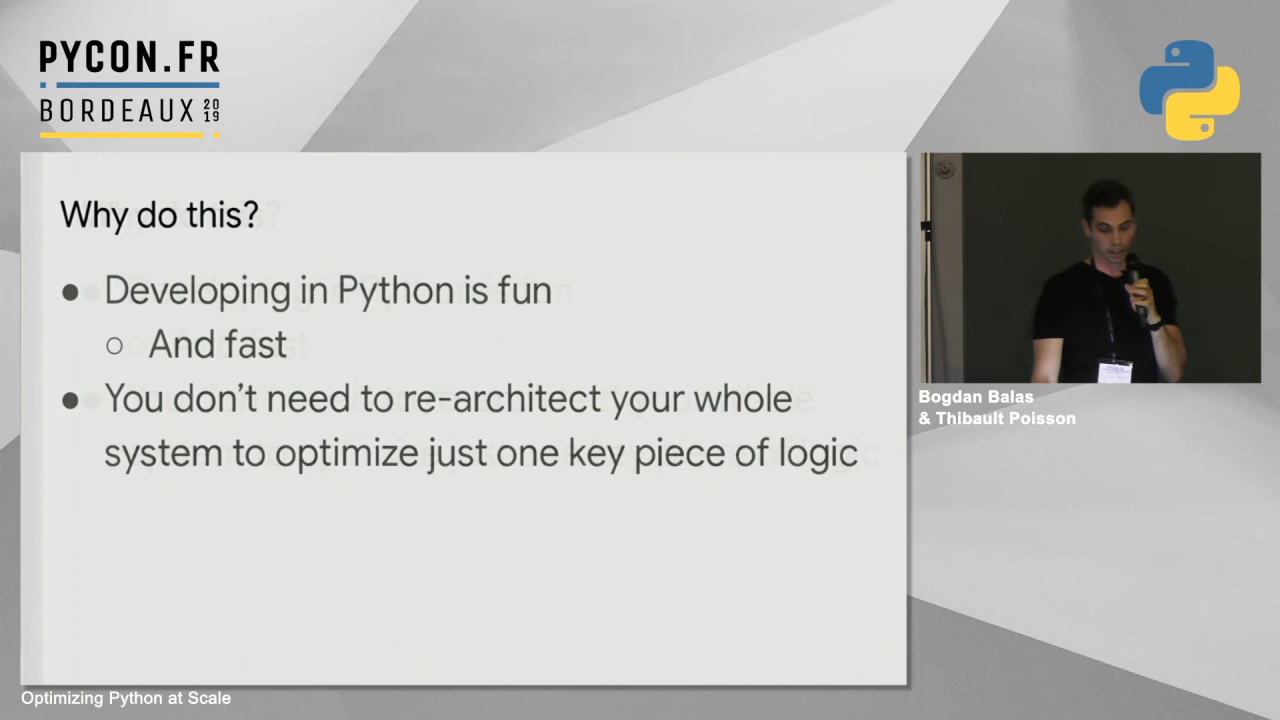 PYCON.FR
BORDEAUX 2019
Why do this?
● Developing in Python is fun
○ And fast
● You don’t need to re-architect your whole
system to optimize just one key piece of logic
Bogdan Balas
& Thibault Poisson
Optimizing Python at Scale